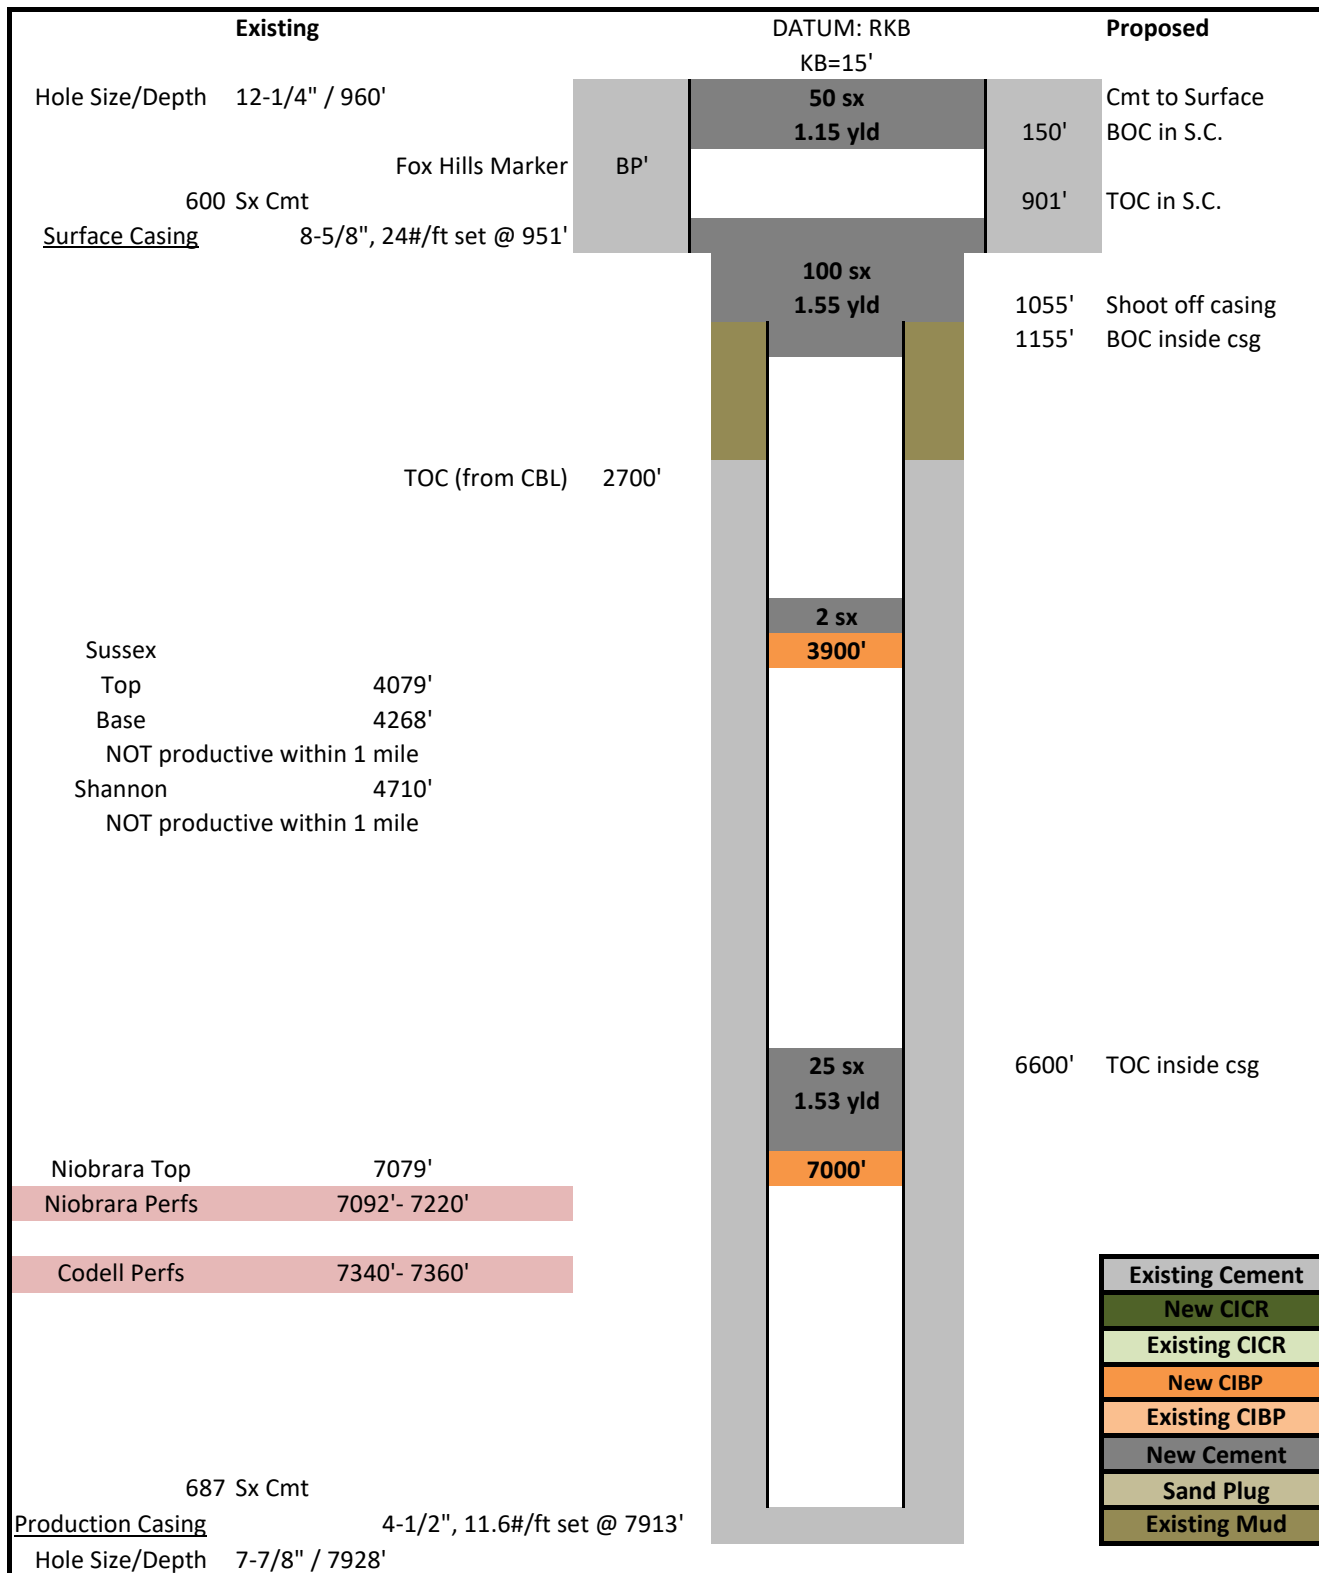 Existing DATUM: RKB Proposed
KB=15'
Hole Size/Depth 12-1/4" / 960' 50 sx Cmt to Surface
1.15 yld 150' BOC in S.C.
Fox Hills Marker BP'
600 Sx Cmt 901' TOC in S.C.
Surface Casing 8-5/8", 24#/ft set @ 951'
100 sx
1.55 yld 1055' Shoot off casing
1155' BOC inside csg
TOC (from CBL) 2700'
2 sx
Sussex 3900'
Top 4079'
Base 4268'
NOT productive within 1 mile
Shannon 4710'
NOT productive within 1 mile
25 sx 6600' TOC inside csg
1.53 yld
Niobrara Top 7079' 7000'
Niobrara Perfs 7092'- 7220'
Codell Perfs 7340'- 7360'
Existing Cement
New CICR
Existing CICR
New CIBP
Existing CIBP
New Cement
687 Sx Cmt Sand Plug
Production Casing 4-1/2", 11.6#/ft set @ 7913' Existing Mud
Hole Size/Depth 7-7/8" / 7928'